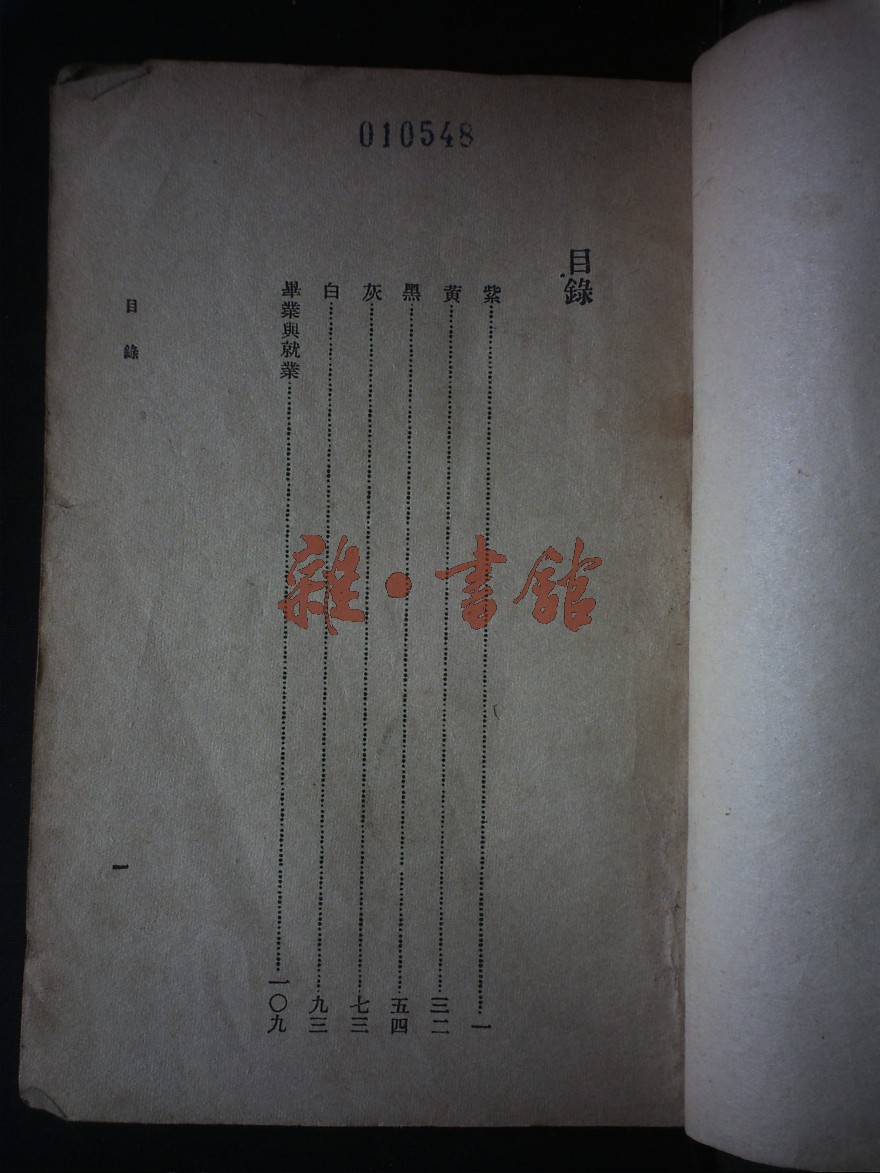 010548
目錄
紫……一
黃……三二
黑……五四
灰……七三
白……九三
畢業與就業……一〇九
目錄
一
雜·書館